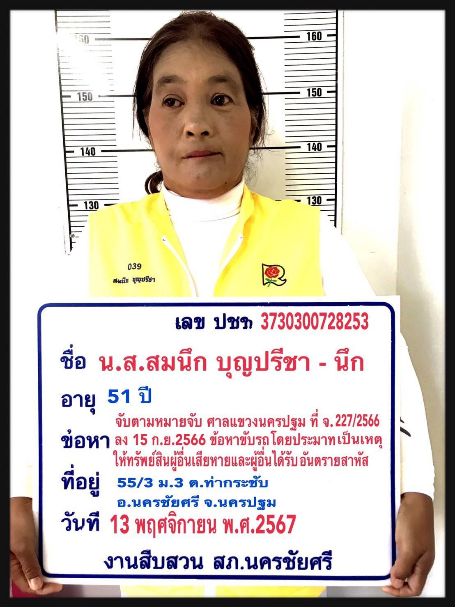 160
160
150
150
140
140
130
130
039
สมนึก บุญปรีชา
R
เลข ปชช 3730300728253
ชื่อ น.ส.สมนึก บุญปรีชา - นึก
อายุ 51 ปี
ข้อหา จับตามหมายจับ ศาลแขวงนครปฐม ที่ จ.227/2566
ลง 15 ก.ย.2566 ข้อหาขับรถโดยประมาทเป็นเหตุ
ให้ทรัพย์สินผู้อื่นเสียหายและผู้อื่นได้รับอันตรายสาหัส
ที่อยู่ 55/3 ม.3 ต.ท่ากระชับ
อ.นครชัยศรี จ.นครปฐม
วันที่ 13 พฤศจิกายน พ.ศ.2567
งานสืบสวน สภ.นครชัยศรี